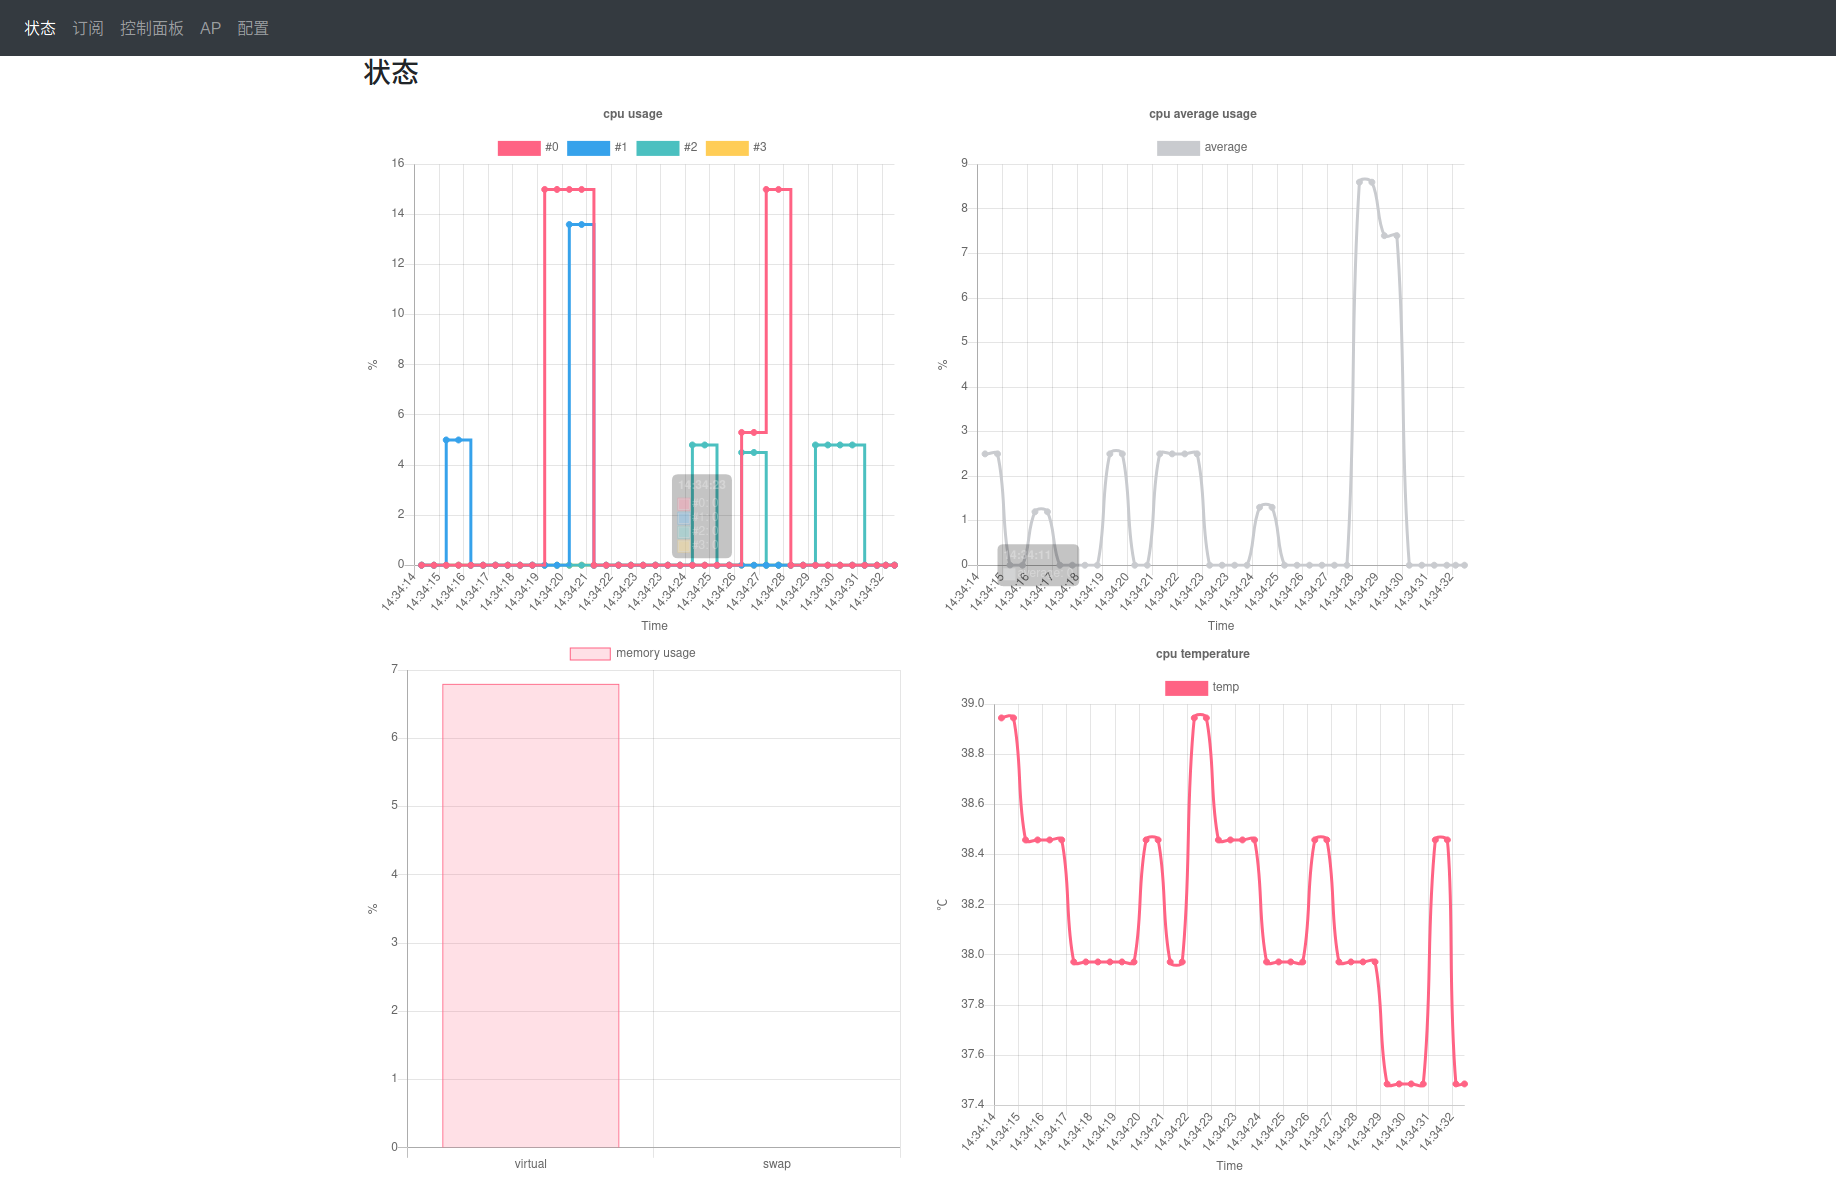 状态 订阅 控制面板 AP 配置
状态
cpu usage
#0 #1 #2 #3
16
14
12
10
8
6
4
2
0
%
14:34:23
14:34:14 14:34:15 14:34:16 14:34:17 14:34:18 14:34:19 14:34:20 14:34:21 14:34:22 14:34:23 14:34:23 14:34:24 14:34:25 14:34:26 14:34:27 14:34:28 14:34:29 14:34:30 14:34:31 14:34:32
Time
cpu average usage
average
9
8
7
6
5
4
3
2
1
0
%
14:34:11
14:34:14 14:34:15 14:34:16 14:34:17 14:34:18 14:34:19 14:34:20 14:34:21 14:34:22 14:34:23 14:34:23 14:34:24 14:34:25 14:34:26 14:34:27 14:34:28 14:34:29 14:34:30 14:34:31 14:34:32
Time
memory usage
7
6
5
4
3
2
1
0
%
virtual swap
cpu temperature
temp
39.0
38.8
38.6
38.4
38.2
38.0
37.8
37.6
37.4
°C
14:34:14 14:34:15 14:34:16 14:34:17 14:34:18 14:34:19 14:34:20 14:34:21 14:34:22 14:34:23 14:34:23 14:34:24 14:34:25 14:34:26 14:34:27 14:34:28 14:34:29 14:34:30 14:34:31 14:34:32
Time